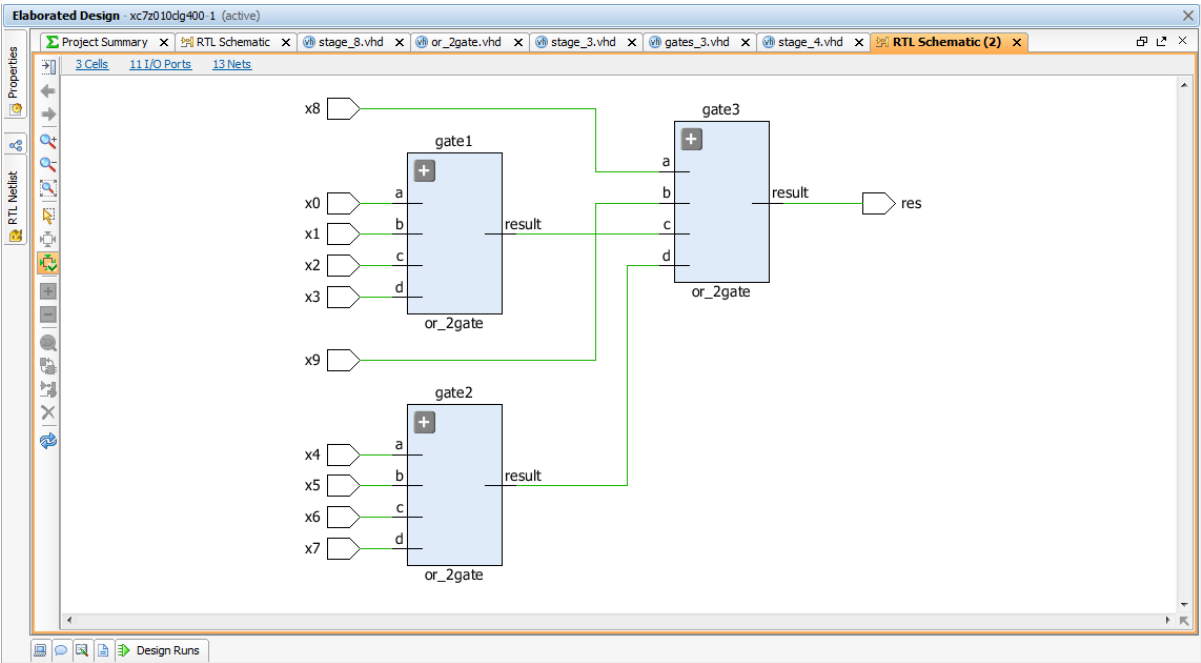 Elaborated Design - xc7z010clg400-1 (active)
Project Summary RTL Schematic stage_8.vhd or_2gate.vhd stage_3.vhd gates_3.vhd stage_4.vhd RTL Schematic (2)
Properties
RTL Netlist
3 Cells 11 I/O Ports 13 Nets
x8
gate3
gate1
a
a
b
result
x0
a
res
x1
b
result
c
x2
c
d
x3
d
or_2gate
or_2gate
x9
gate2
x4
a
x5
b
result
x6
c
x7
d
or_2gate
Design Runs